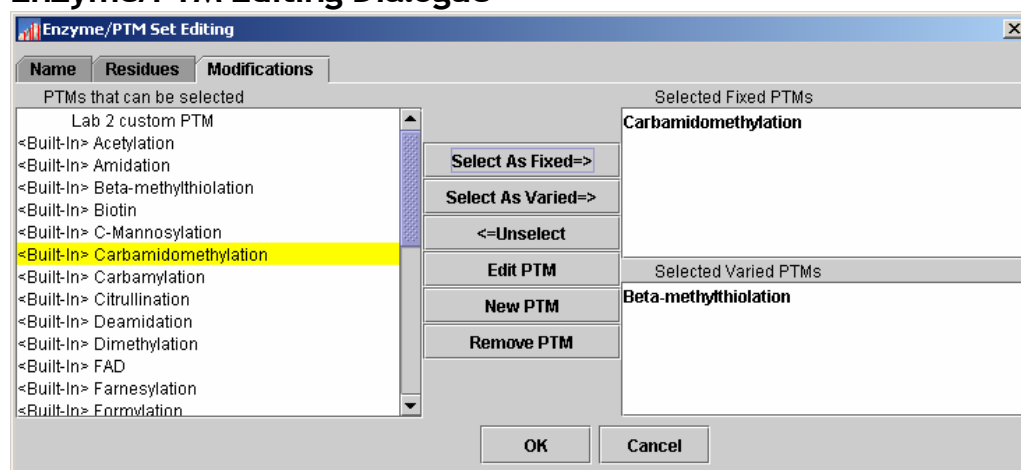 Enzyme/PTM Editing Dialogue
Enzyme/PTM Set Editing
Name Residues Modifications
PTMs that can be selected
Lab 2 custom PTM
<Built-In> Acetylation
<Built-In> Amidation
<Built-In> Beta-methylthiolation
<Built-In> Biotin
<Built-In> C-Mannosylation
<Built-In> Carbamidomethylation
<Built-In> Carbamylation
<Built-In> Citrullination
<Built-In> Deamidation
<Built-In> Dimethylation
<Built-In> FAD
<Built-In> Farnesylation
<Built-In> Formylation
Select As Fixed=>
Select As Varied=>
<=Unselect
Edit PTM
New PTM
Remove PTM
Selected Fixed PTMs
Carbamidomethylation
Selected Varied PTMs
Beta-methylthiolation
OK Cancel